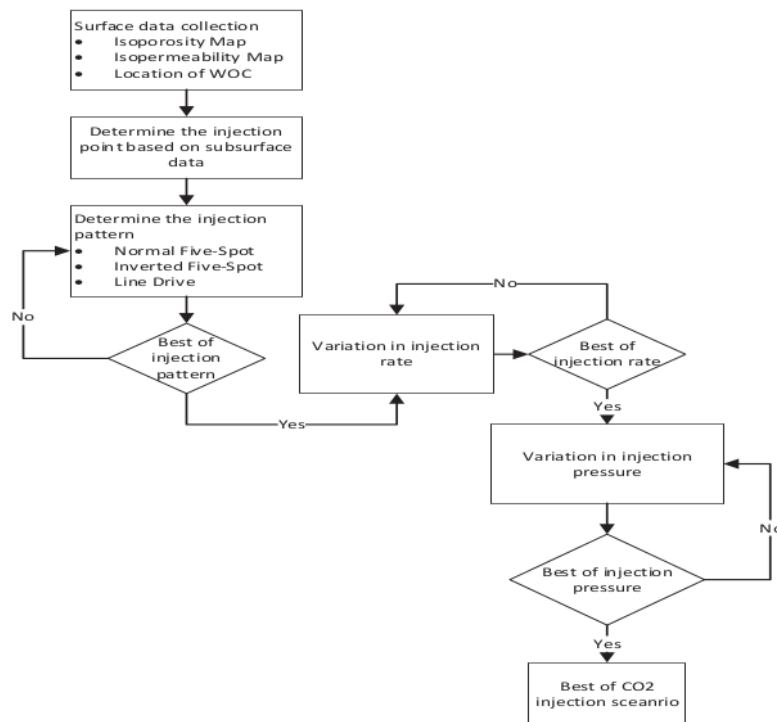 Surface data collection
• Isoporosity Map
• Isopermeability Map
• Location of WOC
Determine the injection
point based on subsurface
data
Determine the injection
pattern
• Normal Five-Spot
• Inverted Five-Spot
• Line Drive
No
Best of
injection
pattern
Yes
Variation in injection
rate
No
Best of
injection rate
Yes
Variation in injection
pressure
No
Best of injection
pressure
Yes
Best of CO2
injection sceanrio